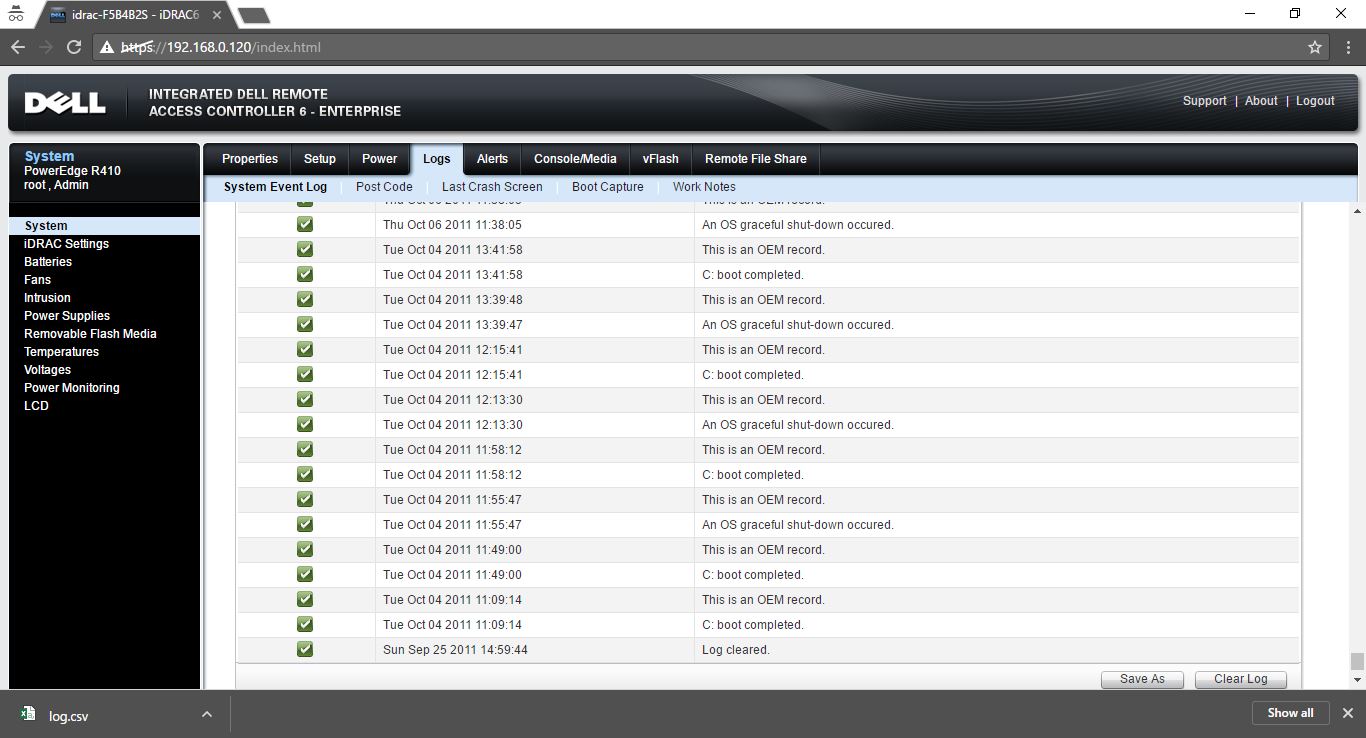 idrac-F5B4B2S - iDRAC6
https://192.168.0.120/index.html
DELL
INTEGRATED DELL REMOTE
ACCESS CONTROLLER 6 - ENTERPRISE
Support | About | Logout
System
PowerEdge R410
root , Admin
Properties Setup Power Logs Alerts Console/Media vFlash Remote File Share
System Event Log Post Code Last Crash Screen Boot Capture Work Notes
System
iDRAC Settings
Batteries
Fans
Intrusion
Power Supplies
Removable Flash Media
Temperatures
Voltages
Power Monitoring
LCD
Thu Oct 06 2011 11:38:05 This is an OEM record.
Thu Oct 06 2011 11:38:05 An OS graceful shut-down occured.
Tue Oct 04 2011 13:41:58 This is an OEM record.
Tue Oct 04 2011 13:41:58 C: boot completed.
Tue Oct 04 2011 13:39:48 This is an OEM record.
Tue Oct 04 2011 13:39:47 An OS graceful shut-down occured.
Tue Oct 04 2011 12:15:41 This is an OEM record.
Tue Oct 04 2011 12:15:41 C: boot completed.
Tue Oct 04 2011 12:13:30 This is an OEM record.
Tue Oct 04 2011 12:13:30 An OS graceful shut-down occured.
Tue Oct 04 2011 11:58:12 This is an OEM record.
Tue Oct 04 2011 11:58:12 C: boot completed.
Tue Oct 04 2011 11:55:47 This is an OEM record.
Tue Oct 04 2011 11:55:47 An OS graceful shut-down occured.
Tue Oct 04 2011 11:49:00 This is an OEM record.
Tue Oct 04 2011 11:49:00 C: boot completed.
Tue Oct 04 2011 11:09:14 This is an OEM record.
Tue Oct 04 2011 11:09:14 C: boot completed.
Sun Sep 25 2011 14:59:44 Log cleared.
Save As Clear Log
log.csv
Show all